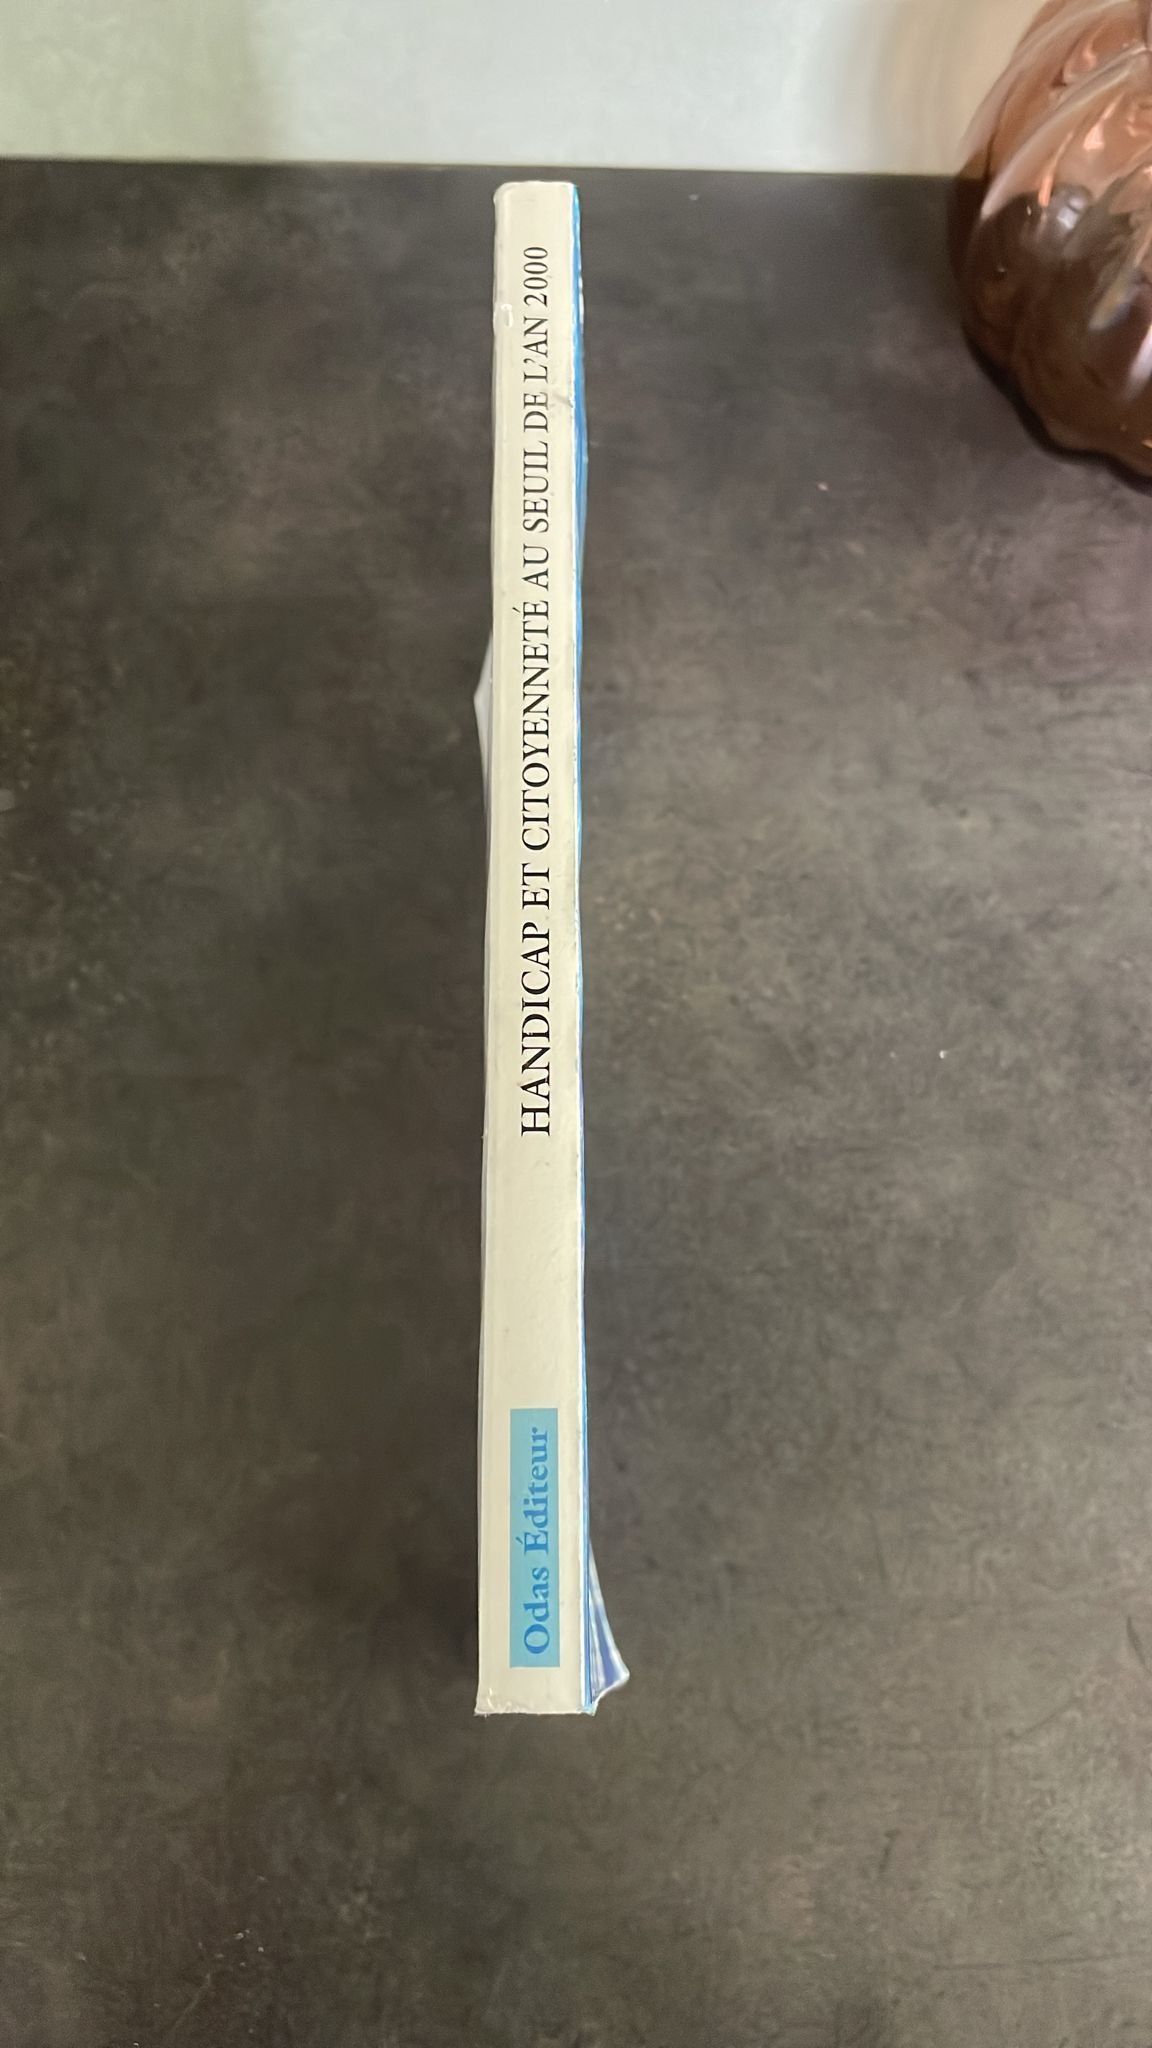 HANDICAP ET CITOYENNETÉ AU SEUIL DE L'AN 2000
Odas Éditeur